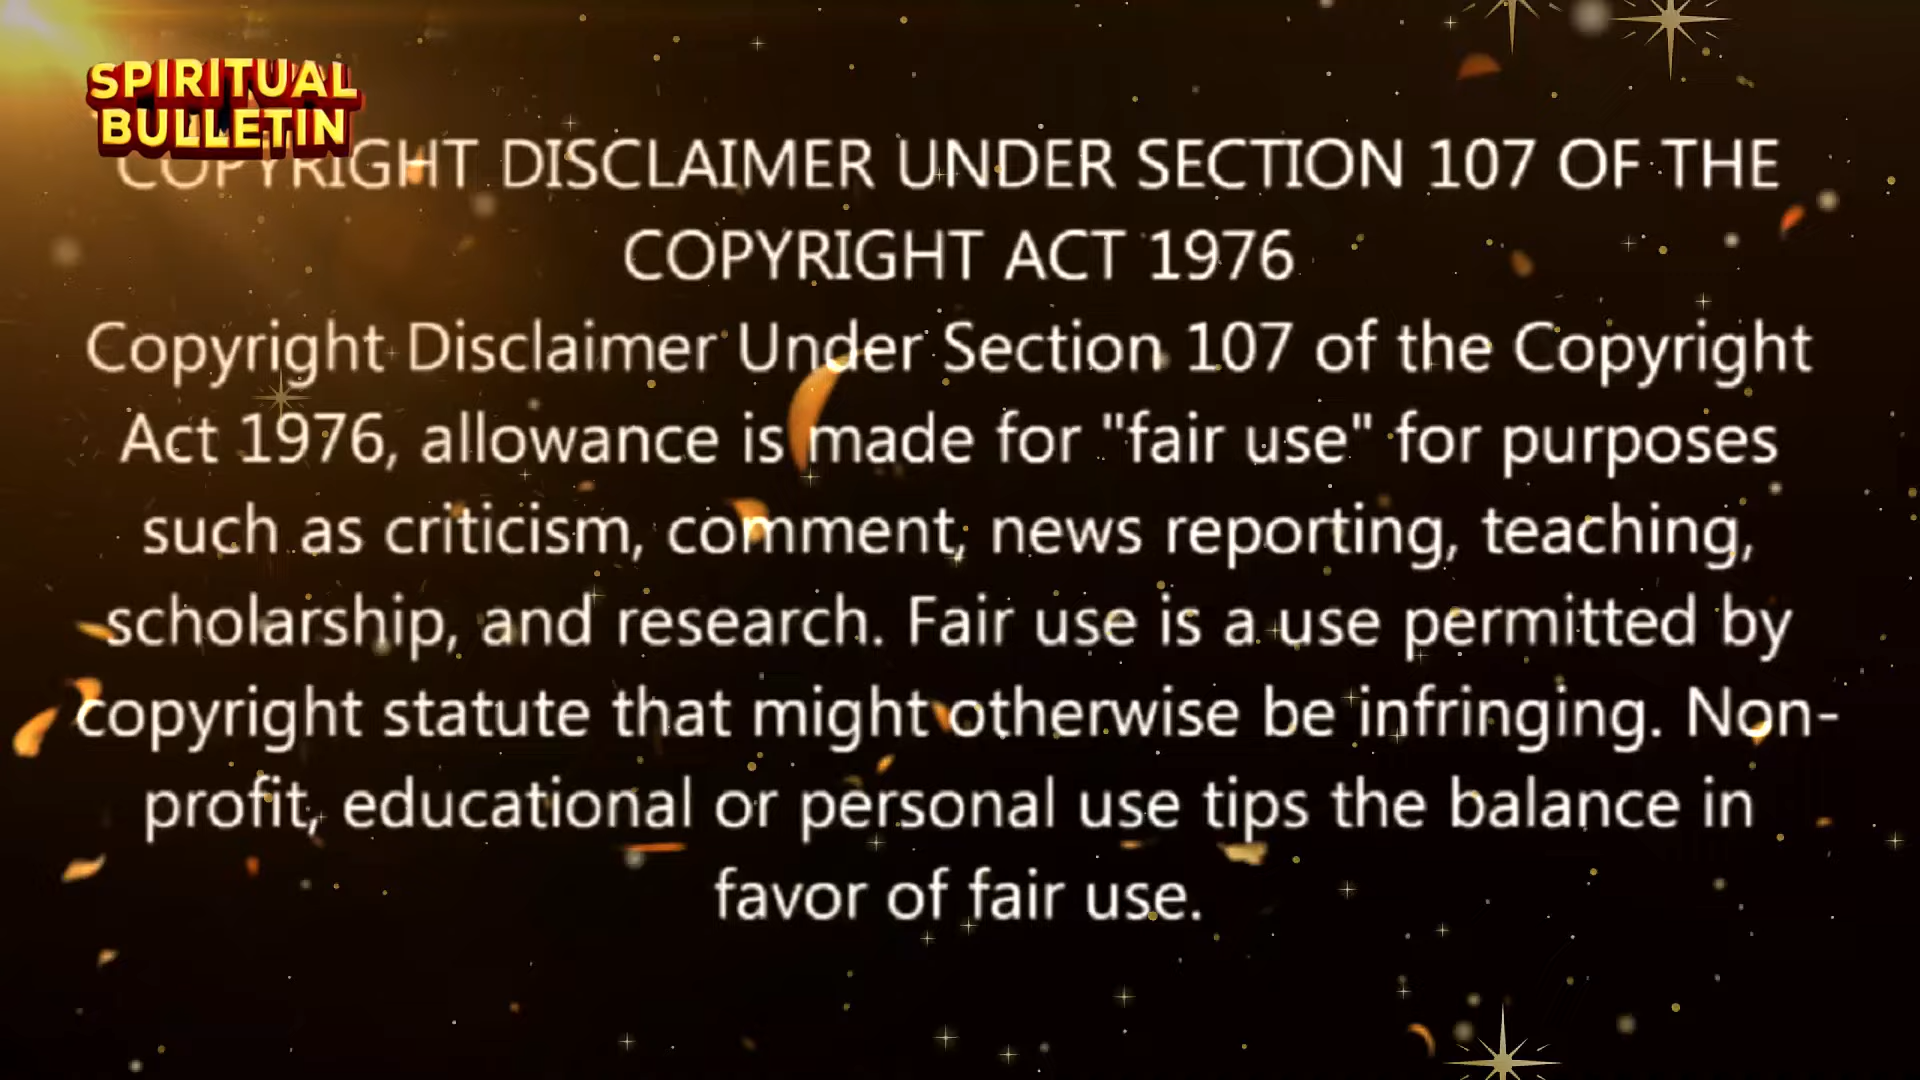 SPIRITUAL
BULLETIN
COPYRIGHT DISCLAIMER UNDER SECTION 107 OF THE
COPYRIGHT ACT 1976
Copyright Disclaimer Under Section 107 of the Copyright
Act 1976, allowance is made for "fair use" for purposes
such as criticism, comment, news reporting, teaching,
scholarship, and research. Fair use is a use permitted by
copyright statute that might otherwise be infringing. Non-
profit, educational or personal use tips the balance in
favor of fair use.